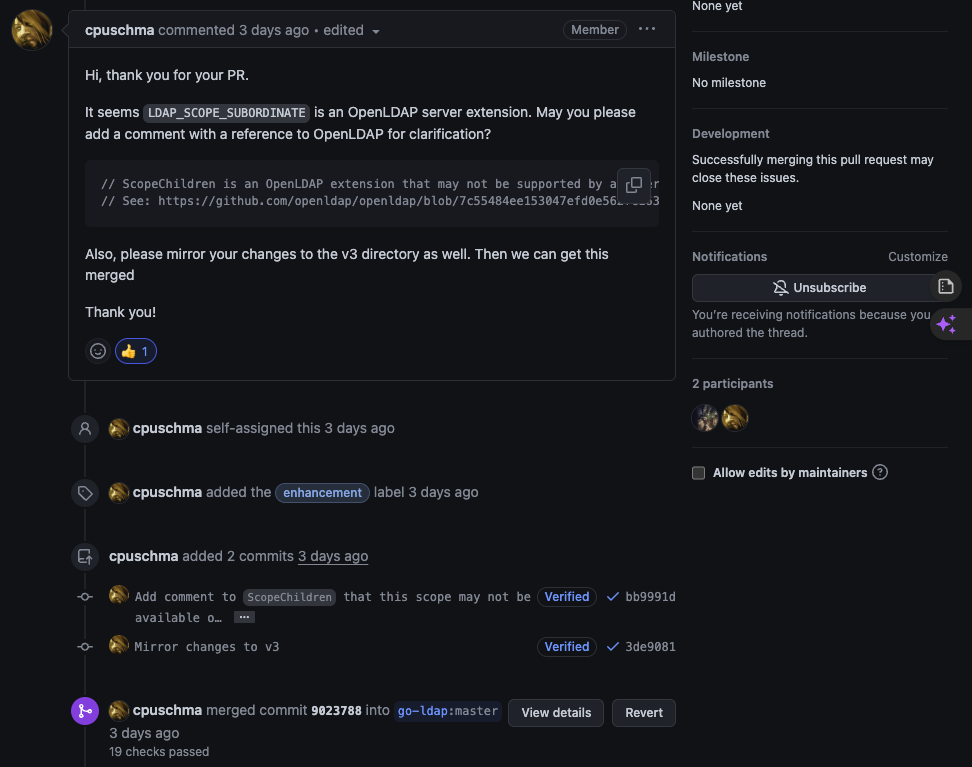 cpuschma commented 3 days ago • edited
Member
Hi, thank you for your PR.
It seems LDAP_SCOPE_SUBORDINATE is an OpenLDAP server extension. May you please
add a comment with a reference to OpenLDAP for clarification?
// ScopeChildren is an OpenLDAP extension that may not be supported by a
// See: https://github.com/openldap/openldap/blob/7c55484ee153047efd0e562
Also, please mirror your changes to the v3 directory as well. Then we can get this
merged
Thank you!
👍 1
cpuschma self-assigned this 3 days ago
cpuschma added the enhancement label 3 days ago
cpuschma added 2 commits 3 days ago
Add comment to ScopeChildren that this scope may not be
available o… ...
Verified
bb9991d
Mirror changes to v3
Verified
3de9081
cpuschma merged commit 9023788 into go-ldap:master
3 days ago
19 checks passed
View details
Revert
None yet
Milestone
No milestone
Development
Successfully merging this pull request may
close these issues.
None yet
Notifications
Customize
Unsubscribe
You're receiving notifications because you
authored the thread.
2 participants
Allow edits by maintainers